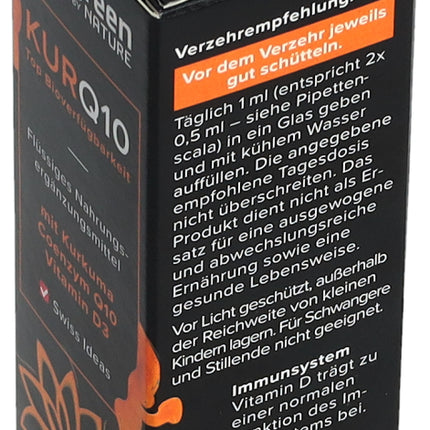 een
BY NATURE
KURQ10
Top Bioverfügbarkeit
Flüssiges Nahrungs-
ergänzungsmittel
mit Kurkuma
Coenzym Q10
Vitamin D3
Swiss Ideas
Verzehrempfehlung:
Vor dem Verzehr jeweils
gut schütteln.
Täglich 1 ml (entspricht 2x
0,5 ml – siehe Pipetten-
scala) in ein Glas geben
und mit kühlem Wasser
auffüllen. Die angegebene
empfohlene Tagesdosis
nicht überschreiten. Das
Produkt dient nicht als Er-
satz für eine ausgewogene
und abwechslungsreiche
Ernährung sowie eine
gesunde Lebensweise.
Vor Licht geschützt, außerhalb
der Reichweite von kleinen
Kindern lagern. Für Schwangere
und Stillende nicht geeignet.
Immunsystem
Vitamin D trägt zu
einer normalen
nktion des Im-
stems bei.